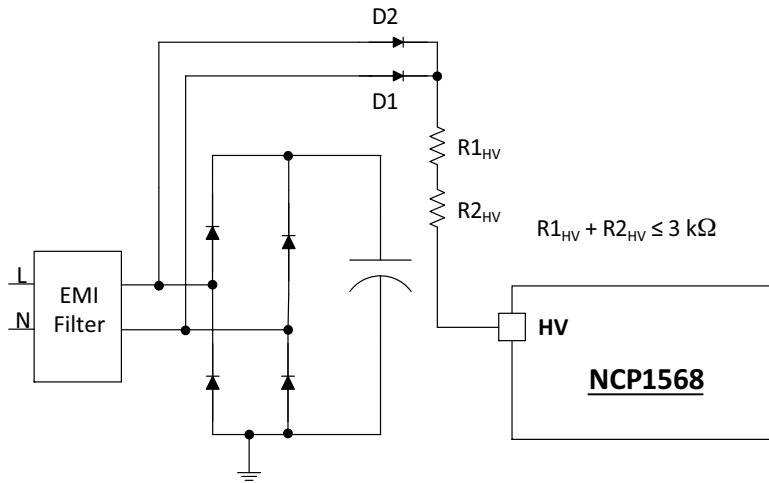 D2
D1
R1HV
R2HV
R1HV + R2HV ≤ 3 kΩ
L
N
EMI
Filter
HV
NCP1568